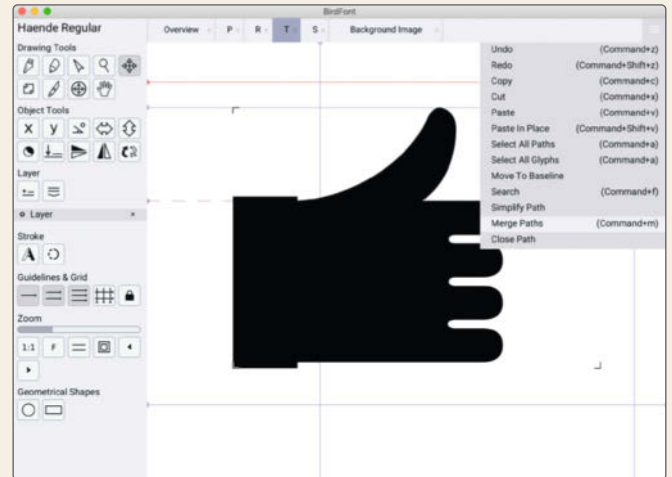 BirdFont
Haende Regular
Overview
P
R
T
S
Background Image
Drawing Tools
Object Tools
X y
Layer
Layer
Stroke
A
Guidelines & Grid
Zoom
1:1 F
Geometrical Shapes
Undo (Command+z)
Redo (Command+Shift+z)
Copy (Command+c)
Cut (Command+x)
Paste (Command+v)
Paste In Place (Command+Shift+v)
Select All Paths (Command+a)
Select All Glyphs (Command+a)
Move To Baseline
Search (Command+f)
Simplify Path
Merge Paths (Command+m)
Close Path